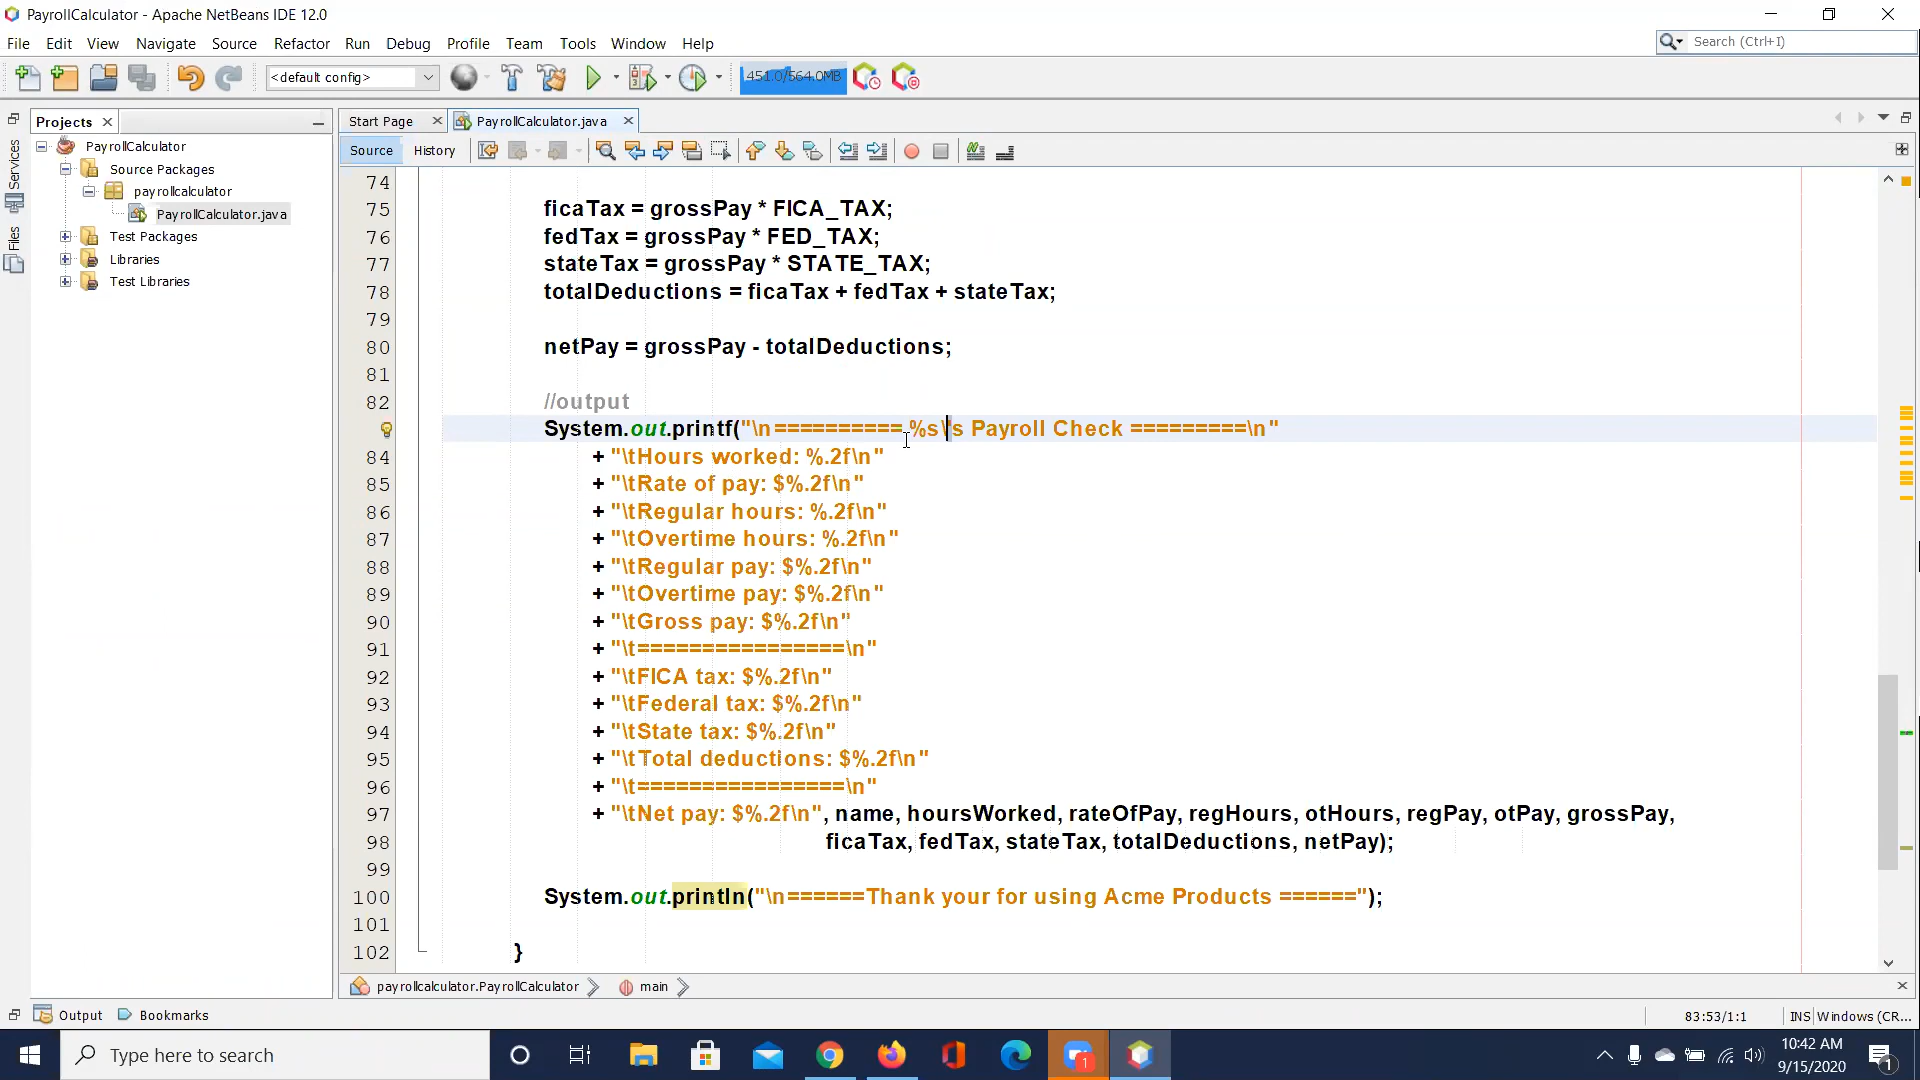 PayrollCalculator - Apache NetBeans IDE 12.0
File Edit View Navigate Source Refactor Run Debug Profile Team Tools Window Help
Search (Ctrl+I)
<default config>
451.0/564.0MB
Projects
Start Page
PayrollCalculator.java
Services
Files
PayrollCalculator
Source Packages
payrollcalculator
PayrollCalculator.java
Test Packages
Libraries
Test Libraries
Source History
74
75 ficaTax = grossPay * FICA_TAX;
76 fedTax = grossPay * FED_TAX;
77 stateTax = grossPay * STATE_TAX;
78 totalDeductions = ficaTax + fedTax + stateTax;
79
80 netPay = grossPay - totalDeductions;
81
82 //output
System.out.printf("\n========== %s\'s Payroll Check =========\n"
84 + "\tHours worked: %.2f\n"
85 + "\tRate of pay: $%.2f\n"
86 + "\tRegular hours: %.2f\n"
87 + "\tOvertime hours: %.2f\n"
88 + "\tRegular pay: $%.2f\n"
89 + "\tOvertime pay: $%.2f\n"
90 + "\tGross pay: $%.2f\n"
91 + "\t================\n"
92 + "\tFICA tax: $%.2f\n"
93 + "\tFederal tax: $%.2f\n"
94 + "\tState tax: $%.2f\n"
95 + "\tTotal deductions: $%.2f\n"
96 + "\t================\n"
97 + "\tNet pay: $%.2f\n", name, hoursWorked, rateOfPay, regHours, otHours, regPay, otPay, grossPay,
98 ficaTax, fedTax, stateTax, totalDeductions, netPay);
99
100 System.out.println("\n======Thank your for using Acme Products ======");
101
102 }
payrollcalculator.PayrollCalculator main
Output Bookmarks
83:53/1:1 INS Windows (CR...
Type here to search
1
10:42 AM
9/15/2020
1